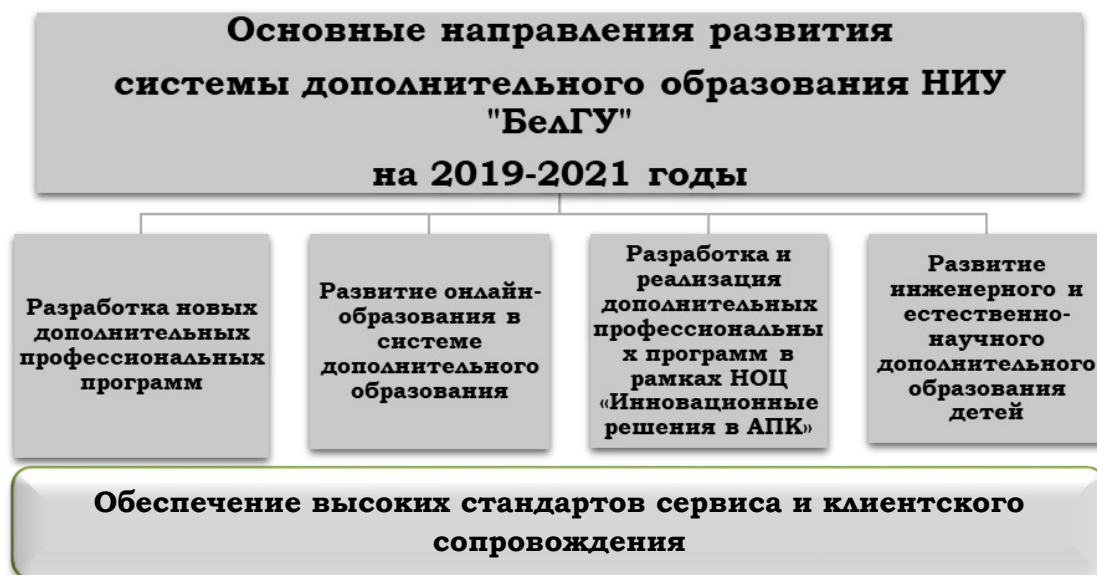 Основные направления развития
системы дополнительного образования НИУ
"БелГУ"
на 2019-2021 годы
Разработка новых
дополнительных
профессиональных
программ
Развитие онлайн-
образования в
системе
дополнительного
образования
Разработка и
реализация
дополнительных
профессиональны
х программ в
рамках НОЦ
«Инновационные
решения в АПК»
Развитие
инженерного и
естественно-
научного
дополнительного
образования
детей
Обеспечение высоких стандартов сервиса и клиентского
сопровождения